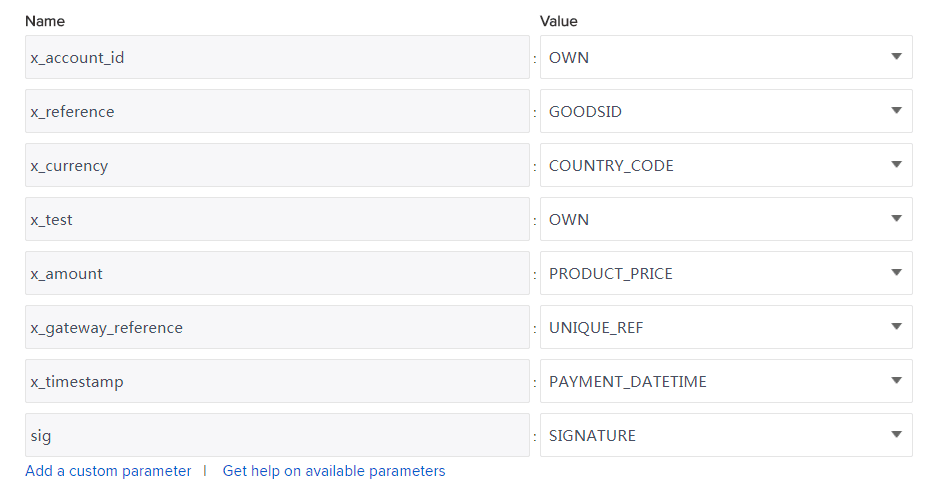 Name Value
x_account_id : OWN
x_reference : GOODSID
x_currency : COUNTRY_CODE
x_test : OWN
x_amount : PRODUCT_PRICE
x_gateway_reference : UNIQUE_REF
x_timestamp : PAYMENT_DATETIME
sig : SIGNATURE
Add a custom parameter | Get help on available parameters